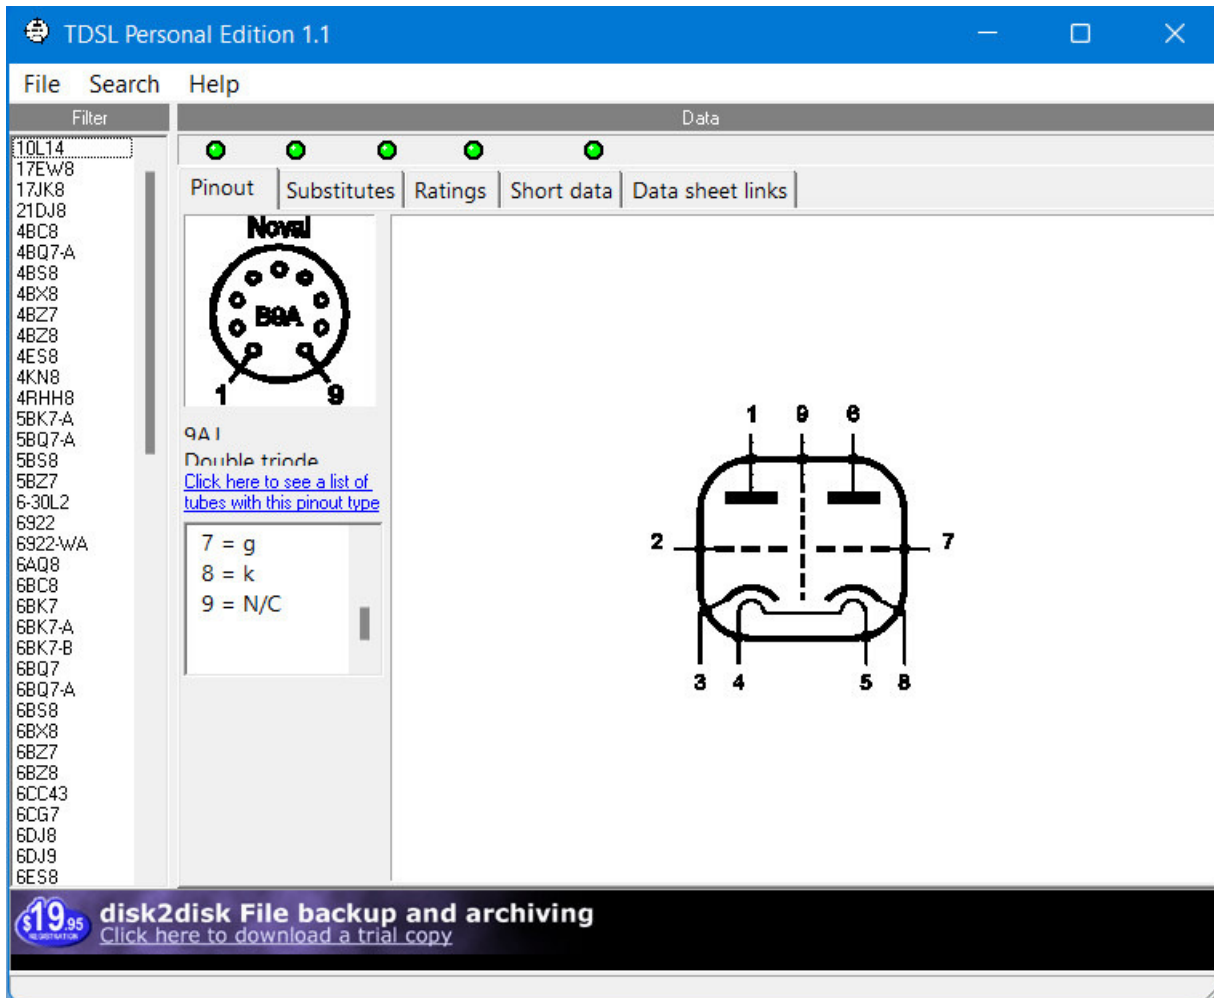 TDSL Personal Edition 1.1
File Search Help
Filter
Data
10L14
17EW8
17JK8
21DJ8
4BC8
4BQ7-A
4BS8
4BX8
4BZ7
4BZ8
4ES8
4KN8
4RHH8
5BK7-A
5BQ7-A
5BS8
5BZ7
6-30L2
6922
6922-WA
6AQ8
6BC8
6BK7
6BK7-A
6BK7-B
6BQ7
6BQ7-A
6BS8
6BX8
6BZ7
6BZ8
6CC43
6CG7
6DJ8
6DJ9
6ES8
Pinout Substitutes Ratings Short data Data sheet links
Noval
B9A
1 9
9AJ
Double triode
Click here to see a list of
tubes with this pinout type
7 = g
8 = k
9 = N/C
1 9 6
2 7
3 4 5 8
$19.95
REGISTRATION
disk2disk File backup and archiving
Click here to download a trial copy